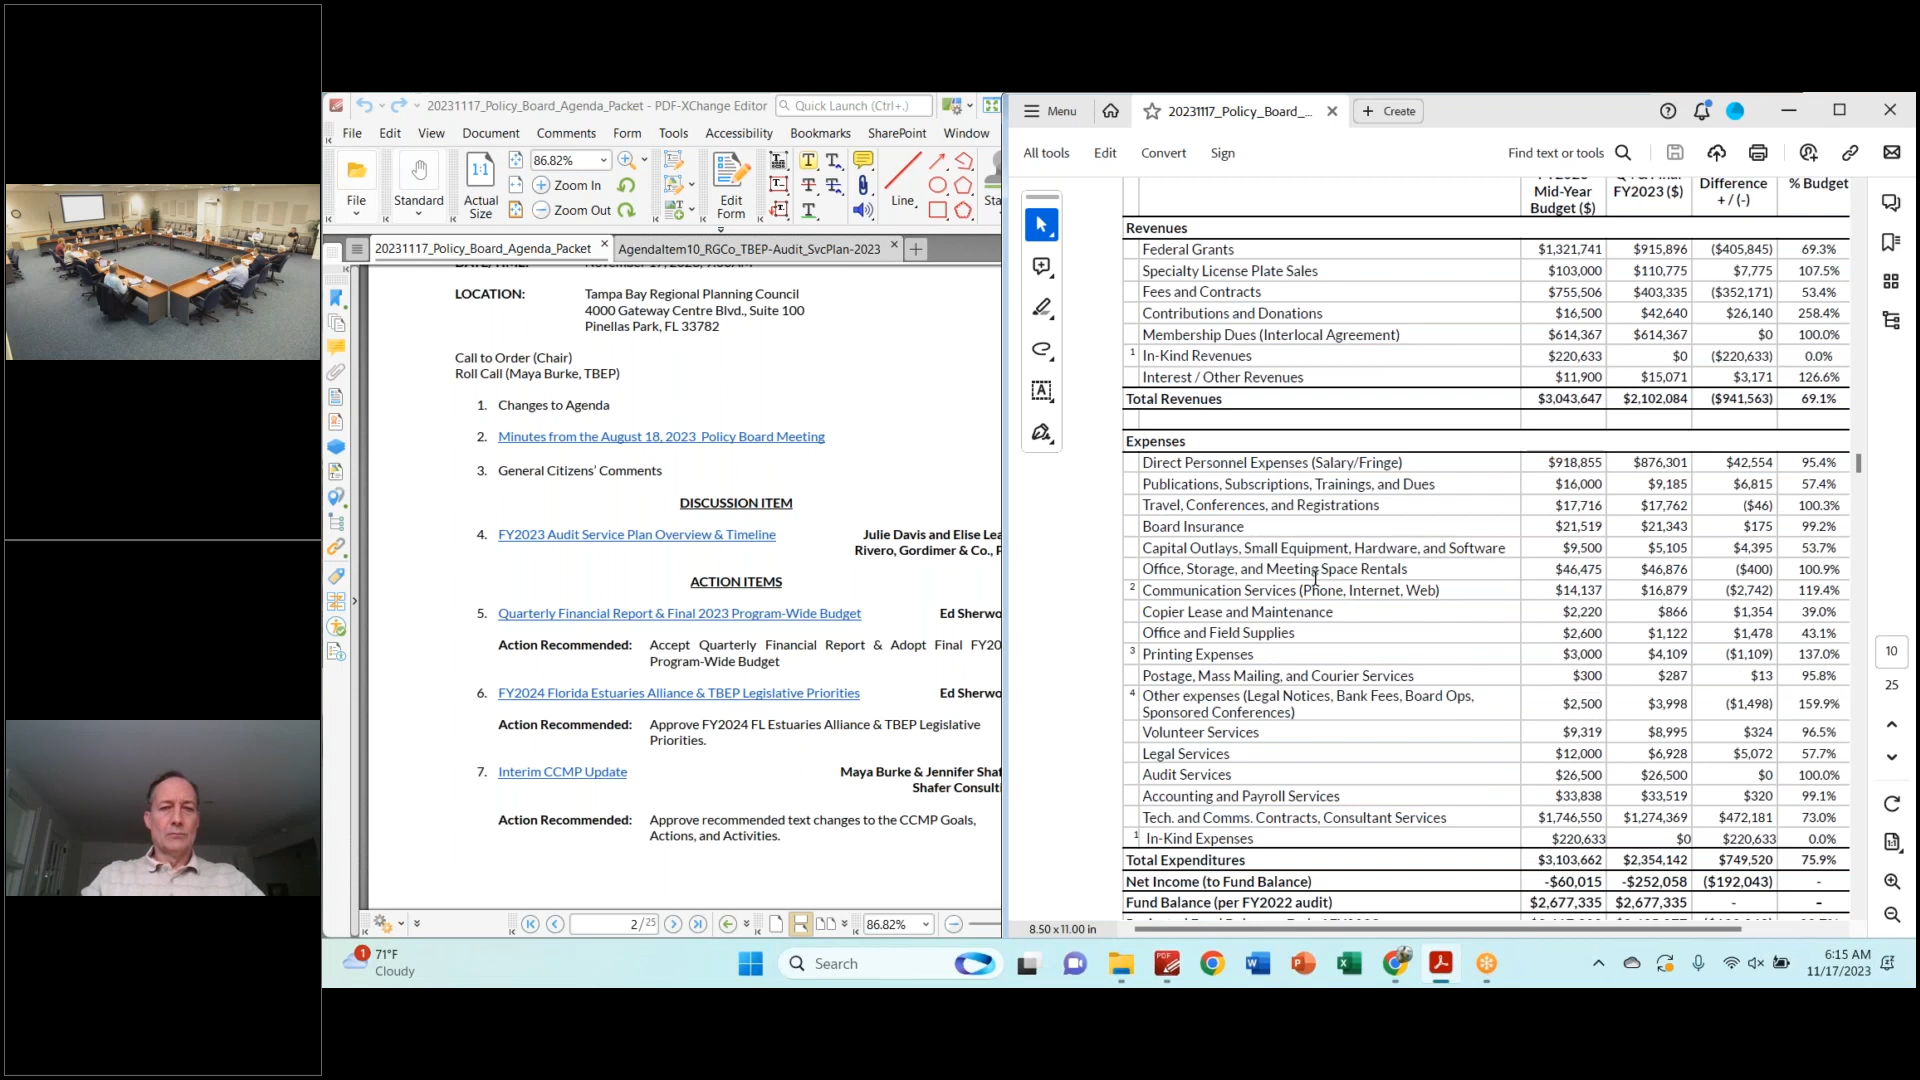 20231117_Policy_Board_Agenda_Packet - PDF-XChange Editor
Quick Launch (Ctrl+.)
File Edit View Document Comments Form Tools Accessibility Bookmarks SharePoint Window
File
Standard
Actual Size
86.82%
Zoom In
Zoom Out
Edit Form
Line
Sta
20231117_Policy_Board_Agenda_Packet
AgendaItem10_RGCo_TBEP-Audit_SvcPlan-2023
LOCATION: Tampa Bay Regional Planning Council
4000 Gateway Centre Blvd., Suite 100
Pinellas Park, FL 33782
Call to Order (Chair)
Roll Call (Maya Burke, TBEP)
1. Changes to Agenda
2. Minutes from the August 18, 2023 Policy Board Meeting
3. General Citizens' Comments
DISCUSSION ITEM
4. FY2023 Audit Service Plan Overview & Timeline Julie Davis and Elise Lea
Rivero, Gordimer & Co., P
ACTION ITEMS
5. Quarterly Financial Report & Final 2023 Program-Wide Budget Ed Sherwo
Action Recommended: Accept Quarterly Financial Report & Adopt Final FY20
Program-Wide Budget
6. FY2024 Florida Estuaries Alliance & TBEP Legislative Priorities Ed Sherwo
Action Recommended: Approve FY2024 FL Estuaries Alliance & TBEP Legislative
Priorities.
7. Interim CCMP Update Maya Burke & Jennifer Shaf
Shafer Consulti
Action Recommended: Approve recommended text changes to the CCMP Goals,
Actions, and Activities.
2 /25
86.82%
Menu
20231117_Policy_Board_...
Create
All tools Edit Convert Sign Find text or tools
Mid-Year Budget ($) FY2023 ($) Difference + / (-) % Budget
Revenues
Federal Grants $1,321,741 $915,896 ($405,845) 69.3%
Specialty License Plate Sales $103,000 $110,775 $7,775 107.5%
Fees and Contracts $755,506 $403,335 ($352,171) 53.4%
Contributions and Donations $16,500 $42,640 $26,140 258.4%
Membership Dues (Interlocal Agreement) $614,367 $614,367 $0 100.0%
1 In-Kind Revenues $220,633 $0 ($220,633) 0.0%
Interest / Other Revenues $11,900 $15,071 $3,171 126.6%
Total Revenues $3,043,647 $2,102,084 ($941,563) 69.1%
Expenses
Direct Personnel Expenses (Salary/Fringe) $918,855 $876,301 $42,554 95.4%
Publications, Subscriptions, Trainings, and Dues $16,000 $9,185 $6,815 57.4%
Travel, Conferences, and Registrations $17,716 $17,762 ($46) 100.3%
Board Insurance $21,519 $21,343 $175 99.2%
Capital Outlays, Small Equipment, Hardware, and Software $9,500 $5,105 $4,395 53.7%
Office, Storage, and Meeting Space Rentals $46,475 $46,876 ($400) 100.9%
2 Communication Services (Phone, Internet, Web) $14,137 $16,879 ($2,742) 119.4%
Copier Lease and Maintenance $2,220 $866 $1,354 39.0%
Office and Field Supplies $2,600 $1,122 $1,478 43.1%
3 Printing Expenses $3,000 $4,109 ($1,109) 137.0%
Postage, Mass Mailing, and Courier Services $300 $287 $13 95.8%
4 Other expenses (Legal Notices, Bank Fees, Board Ops,
Sponsored Conferences) $2,500 $3,998 ($1,498) 159.9%
Volunteer Services $9,319 $8,995 $324 96.5%
Legal Services $12,000 $6,928 $5,072 57.7%
Audit Services $26,500 $26,500 $0 100.0%
Accounting and Payroll Services $33,838 $33,519 $320 99.1%
Tech. and Comms. Contracts, Consultant Services $1,746,550 $1,274,369 $472,181 73.0%
1 In-Kind Expenses $220,633 $0 $220,633 0.0%
Total Expenditures $3,103,662 $2,354,142 $749,520 75.9%
Net Income (to Fund Balance) -$60,015 -$252,058 ($192,043) -
Fund Balance (per FY2022 audit) $2,677,335 $2,677,335 - -
10
25
8.50 x 11.00 in
1
71°F
Cloudy
Search
6:15 AM
11/17/2023